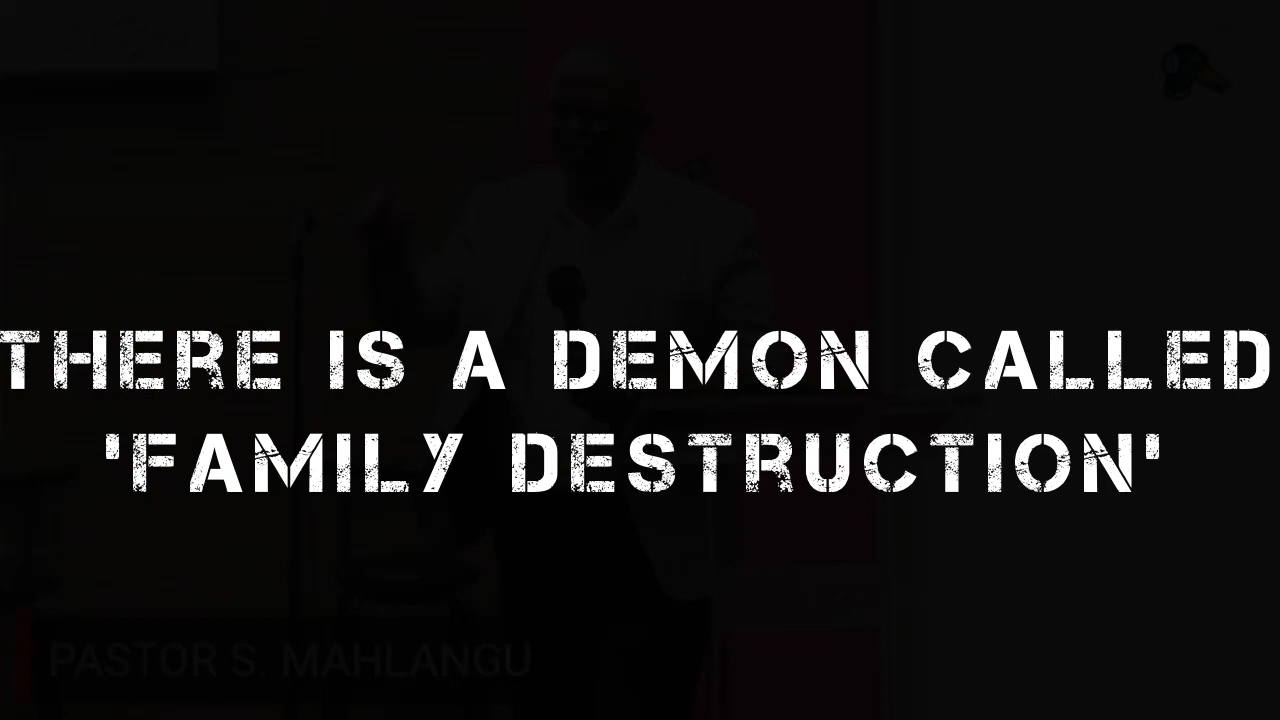 THERE IS A DEMON CALLED
'FAMILY DESTRUCTION'
PASTOR S. MAHLANGU